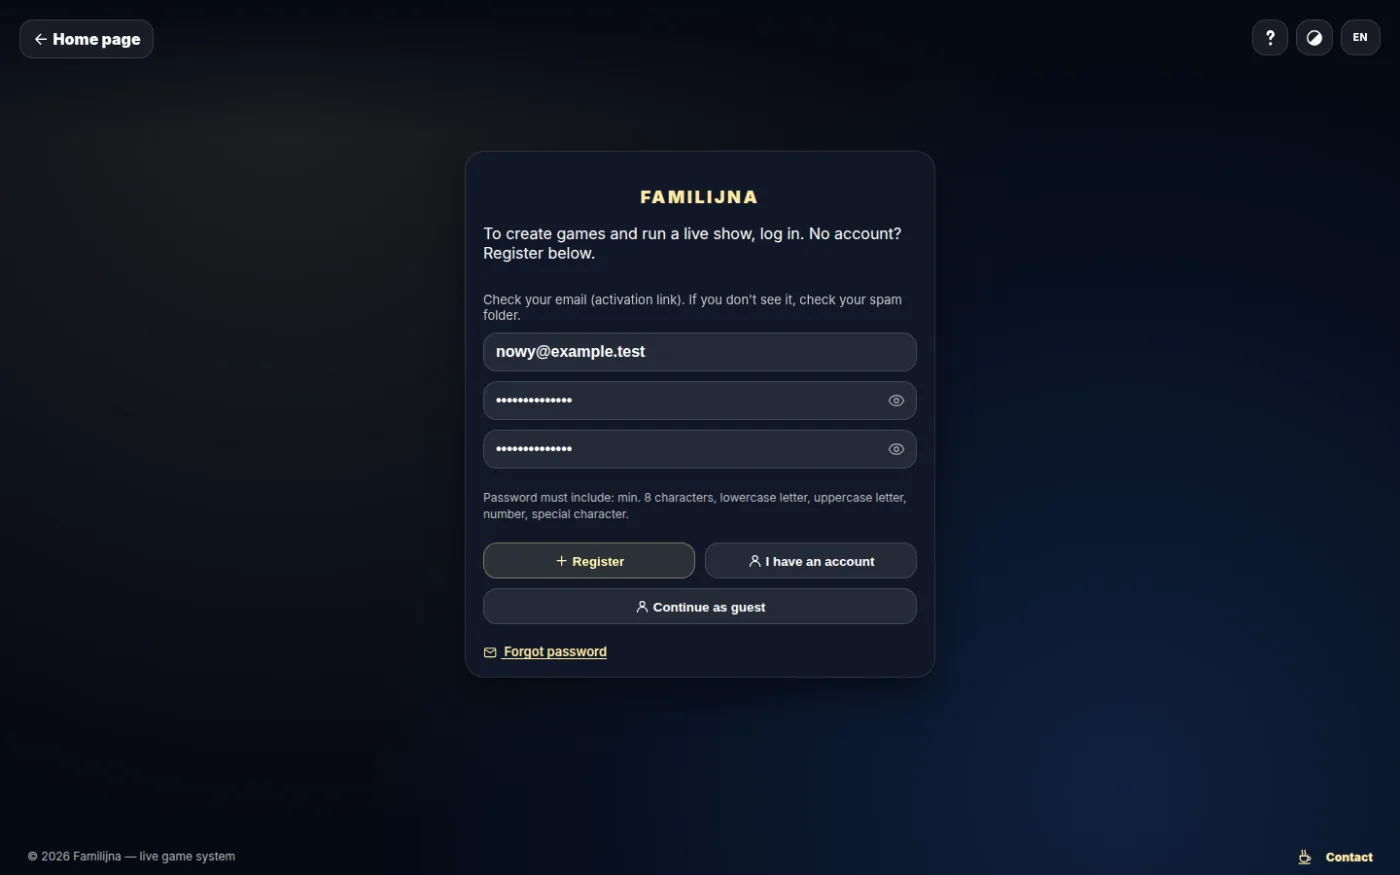 ← Home page
?
EN
FAMILIJNA
To create games and run a live show, log in. No account?
Register below.
Check your email (activation link). If you don't see it, check your spam
folder.
nowy@example.test
••••••••••••••
••••••••••••••
Password must include: min. 8 characters, lowercase letter, uppercase letter,
number, special character.
+ Register
I have an account
Continue as guest
Forgot password
© 2026 Familijna — live game system
Contact